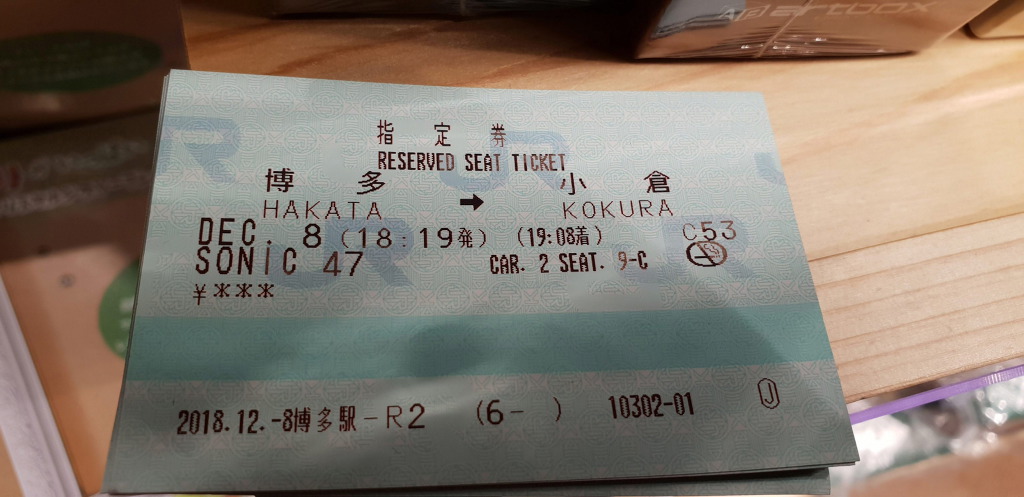 artbox
指定券
RESERVED SEAT TICKET
博多 → 小倉
HAKATA KOKURA
DEC. 8 (18:19発) (19:08着) C53
SONIC 47 CAR. 2 SEAT. 9-C
¥***
2018.12.-8博多駅-R2 (6- ) 10302-01 Ⓙ